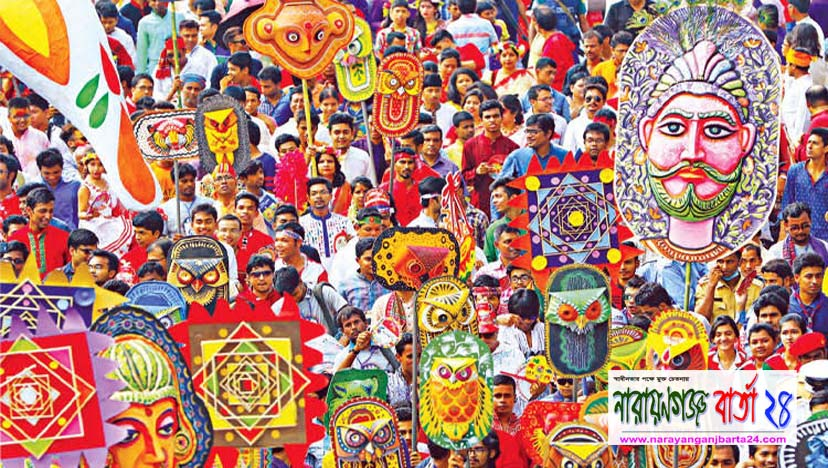 স্বাধীনতার পক্ষে যুক্ত চেতনায়
নারায়ণগঞ্জ বার্তা ২৪
www.narayanganjbarta24.com